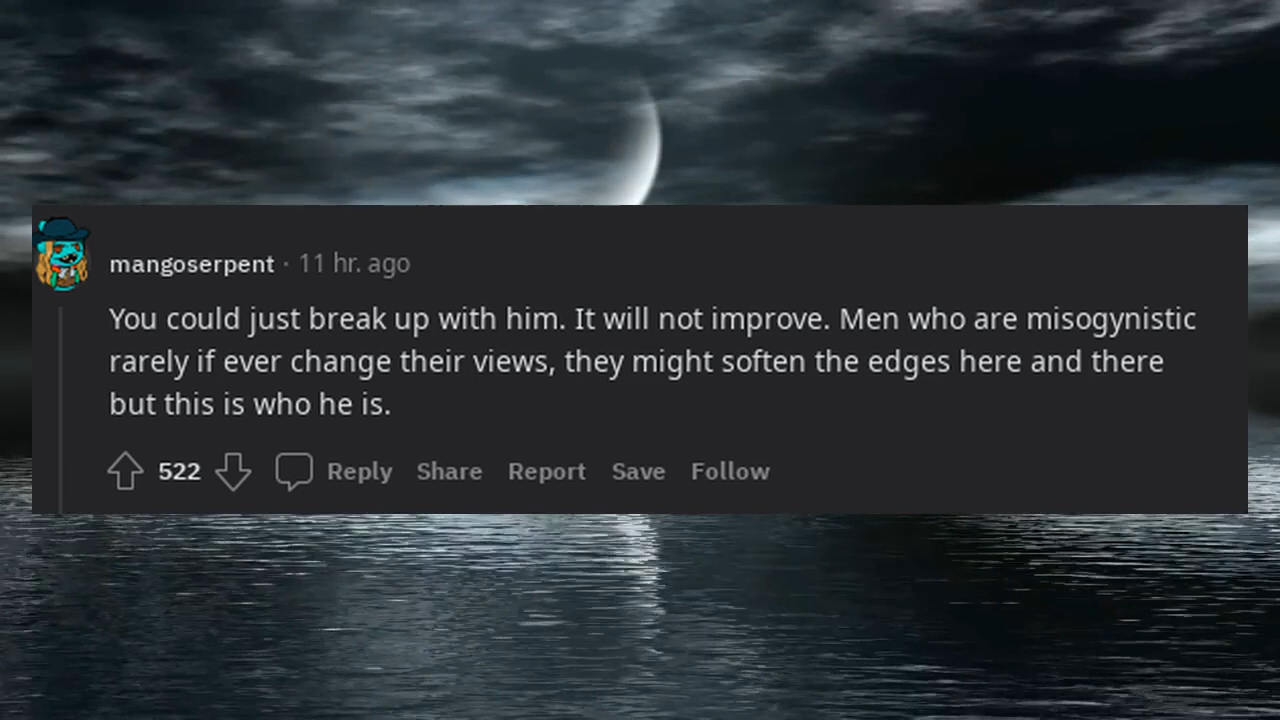 mangoserpent · 11 hr. ago
You could just break up with him. It will not improve. Men who are misogynistic
rarely if ever change their views, they might soften the edges here and there
but this is who he is.
522 Reply Share Report Save Follow